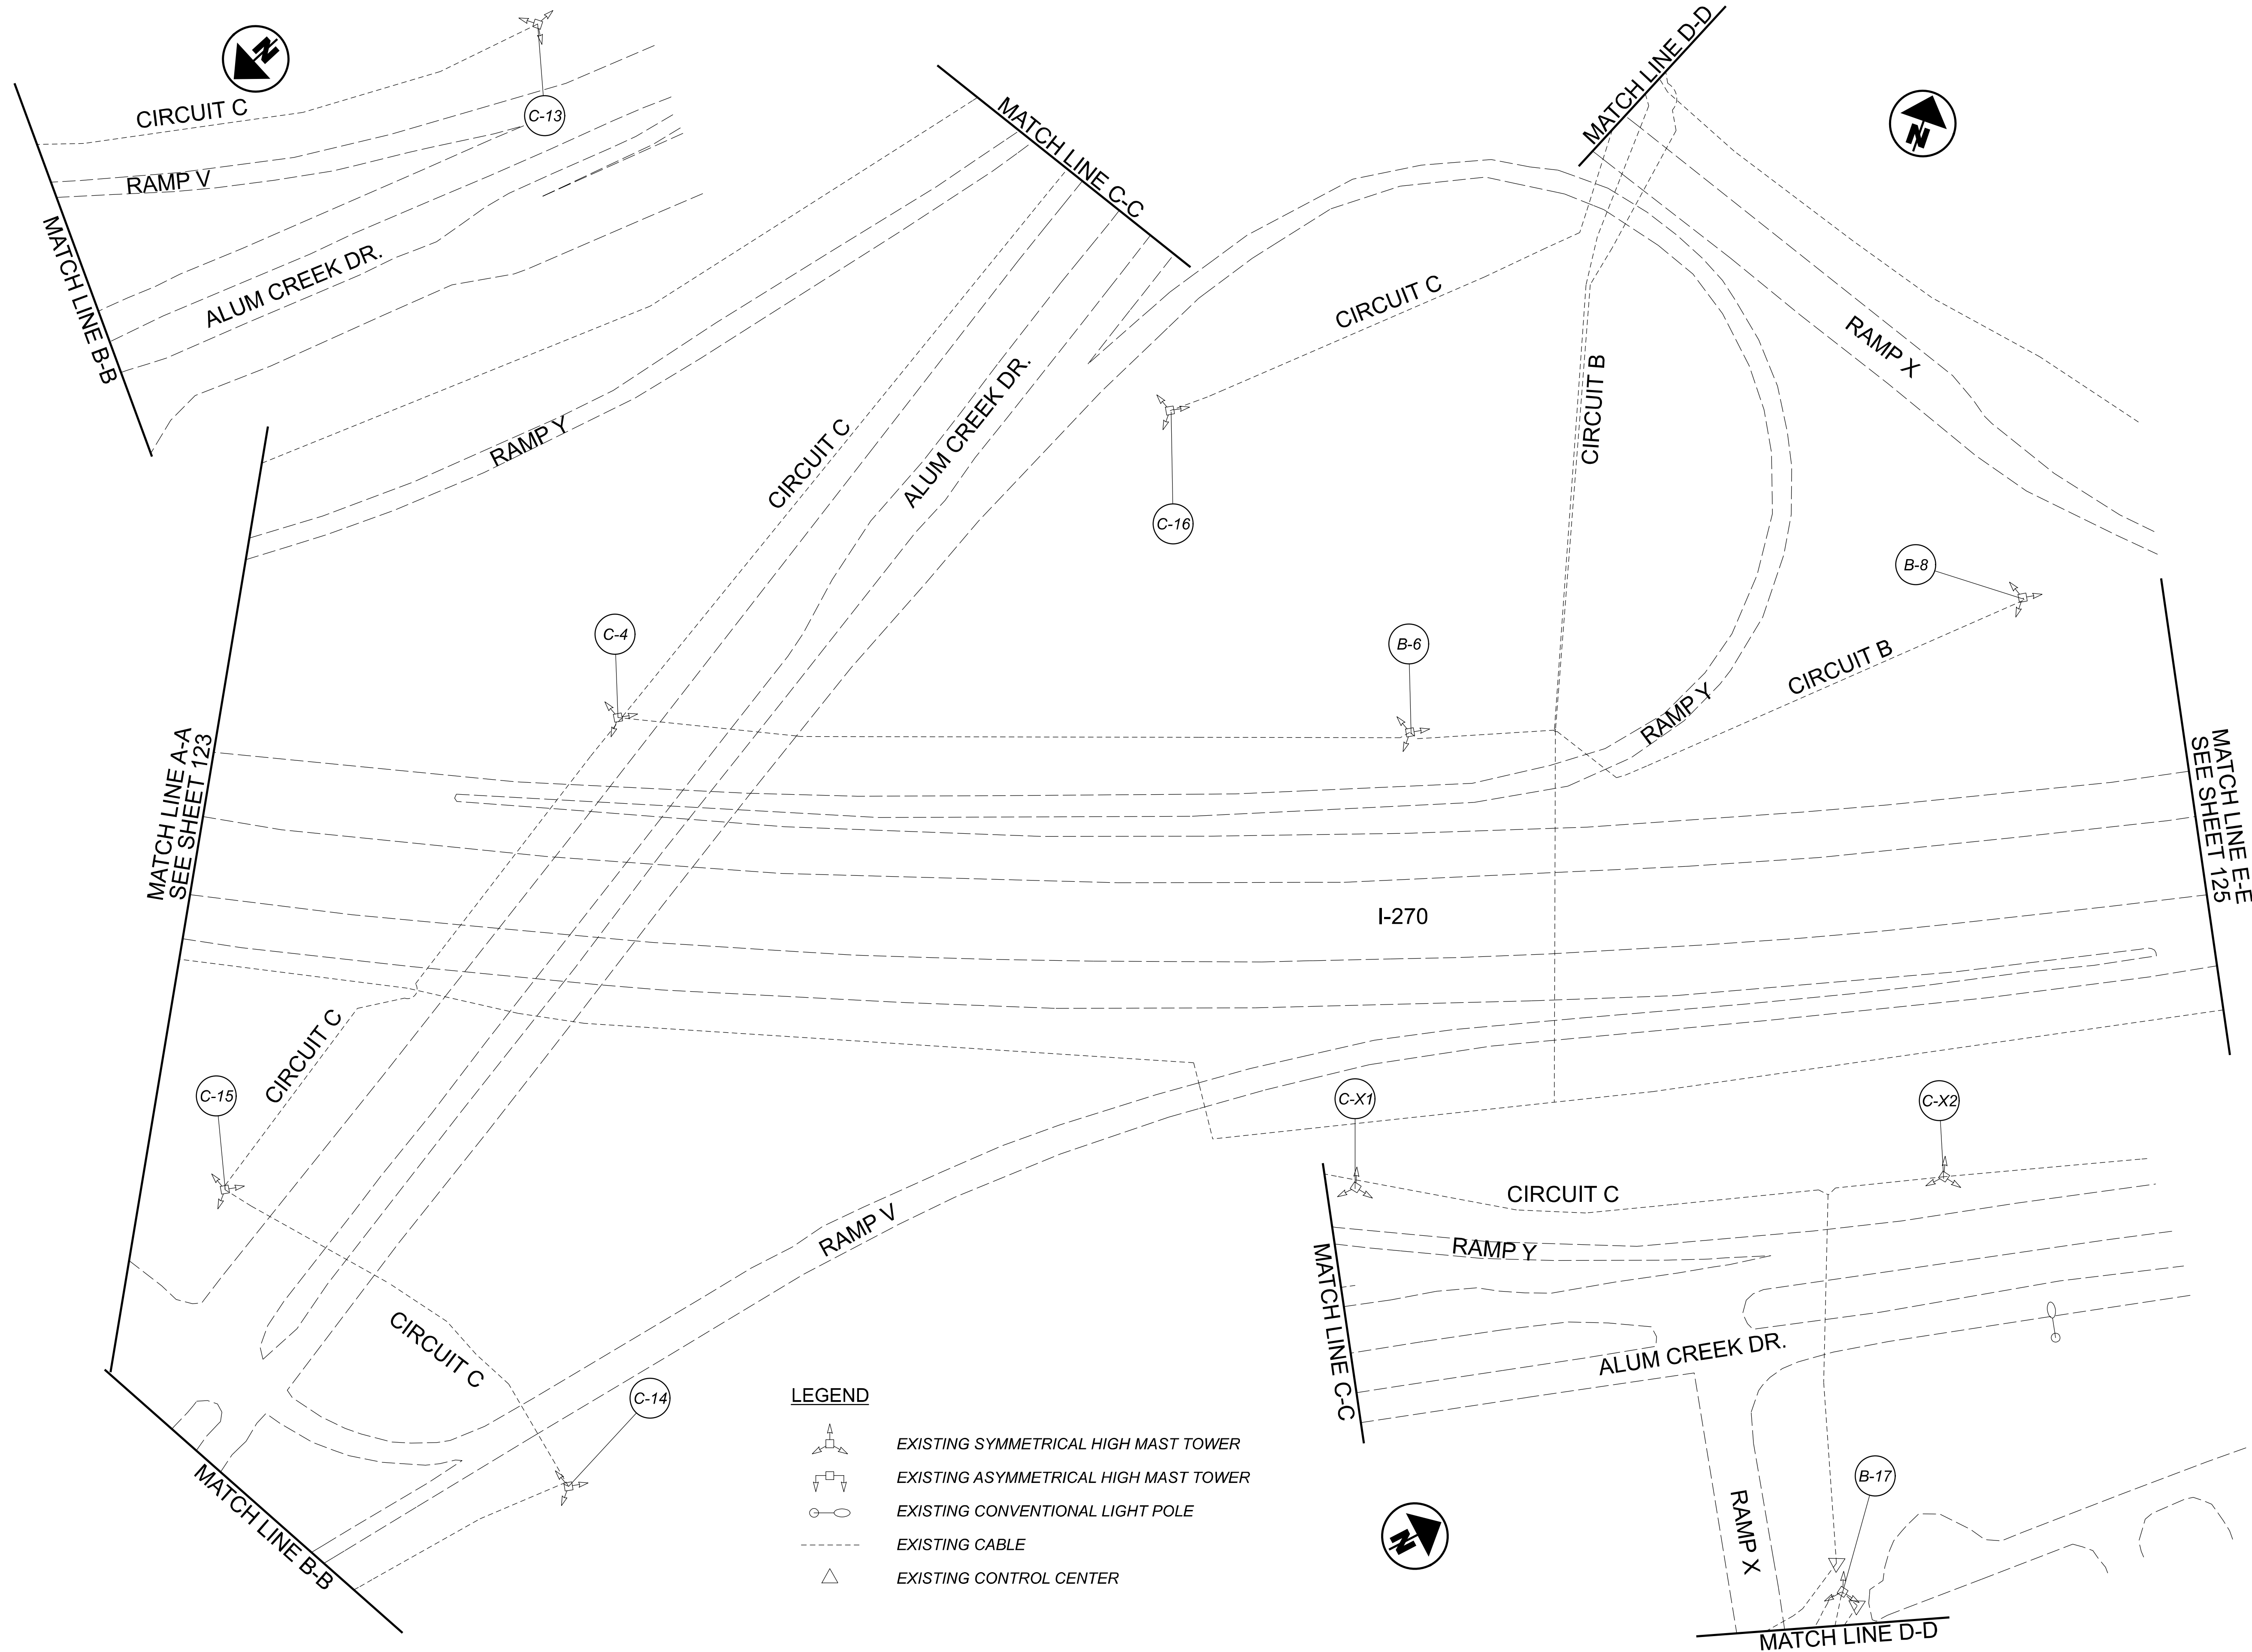 N
CIRCUIT C
C-13
RAMP V
ALUM CREEK DR.
MATCH LINE B-B
MATCH LINE C-C
MATCH LINE D-D
N
CIRCUIT C
CIRCUIT B
RAMP X
RAMP Y
CIRCUIT C
ALUM CREEK DR.
C-16
B-8
C-4
B-6
CIRCUIT B
RAMP Y
MATCH LINE A-A
SEE SHEET 123
MATCH LINE E-E
SEE SHEET 125
I-270
CIRCUIT C
C-15
C-X1
C-X2
CIRCUIT C
RAMP V
RAMP Y
MATCH LINE C-C
ALUM CREEK DR.
CIRCUIT C
C-14
B-17
RAMP X
N
MATCH LINE B-B
MATCH LINE D-D
LEGEND
EXISTING SYMMETRICAL HIGH MAST TOWER
EXISTING ASYMMETRICAL HIGH MAST TOWER
EXISTING CONVENTIONAL LIGHT POLE
EXISTING CABLE
EXISTING CONTROL CENTER